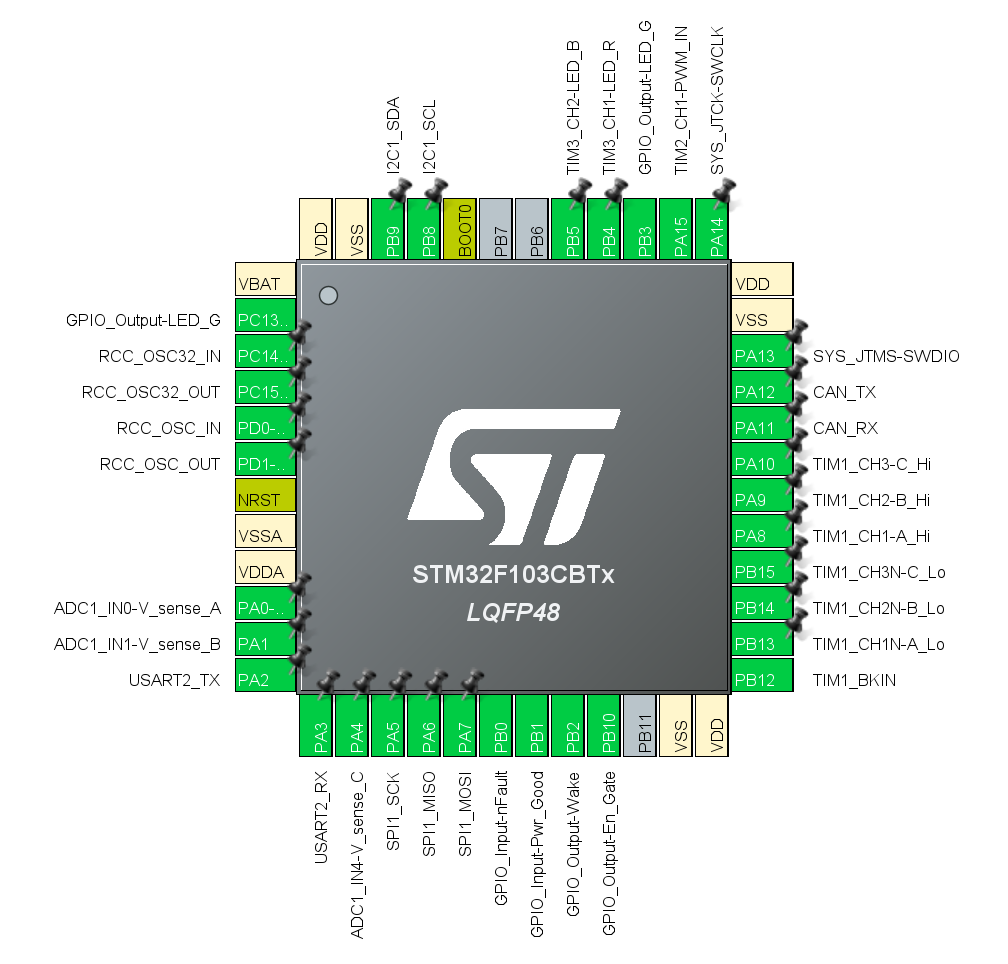 I2C1_SDA
I2C1_SCL
TIM3_CH2-LED_B
TIM3_CH1-LED_R
GPIO_Output-LED_G
TIM2_CH1-PWM_IN
SYS_JTCK-SWCLK
VDD
VSS
PB9
PB8
BOOT0
PB7
PB6
PB5
PB4
PB3
PA15
PA14
VBAT
GPIO_Output-LED_G PC13..
RCC_OSC32_IN PC14..
RCC_OSC32_OUT PC15..
RCC_OSC_IN PD0-..
RCC_OSC_OUT PD1-..
NRST
VSSA
VDDA
ADC1_IN0-V_sense_A PA0-..
ADC1_IN1-V_sense_B PA1
USART2_TX PA2
ST
STM32F103CBTx
LQFP48
VDD
VSS
PA13 SYS_JTMS-SWDIO
PA12 CAN_TX
PA11 CAN_RX
PA10 TIM1_CH3-C_Hi
PA9 TIM1_CH2-B_Hi
PA8 TIM1_CH1-A_Hi
PB15 TIM1_CH3N-C_Lo
PB14 TIM1_CH2N-B_Lo
PB13 TIM1_CH1N-A_Lo
PB12 TIM1_BKIN
PA3
PA4
PA5
PA6
PA7
PB0
PB1
PB2
PB10
PB11
VSS
VDD
USART2_RX
ADC1_IN4-V_sense_C
SPI1_SCK
SPI1_MISO
SPI1_MOSI
GPIO_Input-nFault
GPIO_Input-Pwr_Good
GPIO_Output-Wake
GPIO_Output-En_Gate